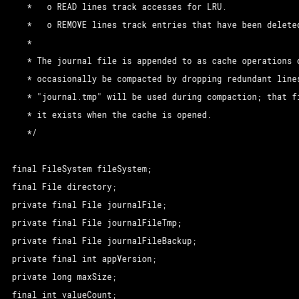 *   o READ lines track accesses for LRU.
*   o REMOVE lines track entries that have been
*
* The journal file is appended to as cache operations
* occasionally be compacted by dropping redundant
* "journal.tmp" will be used during compaction; that
* it exists when the cache is opened.
*/
final FileSystem fileSystem;
final File directory;
private final File journalFile;
private final File journalFileTmp;
private final File journalFileBackup;
private final int appVersion;
private long maxSize;
final int valueCount;